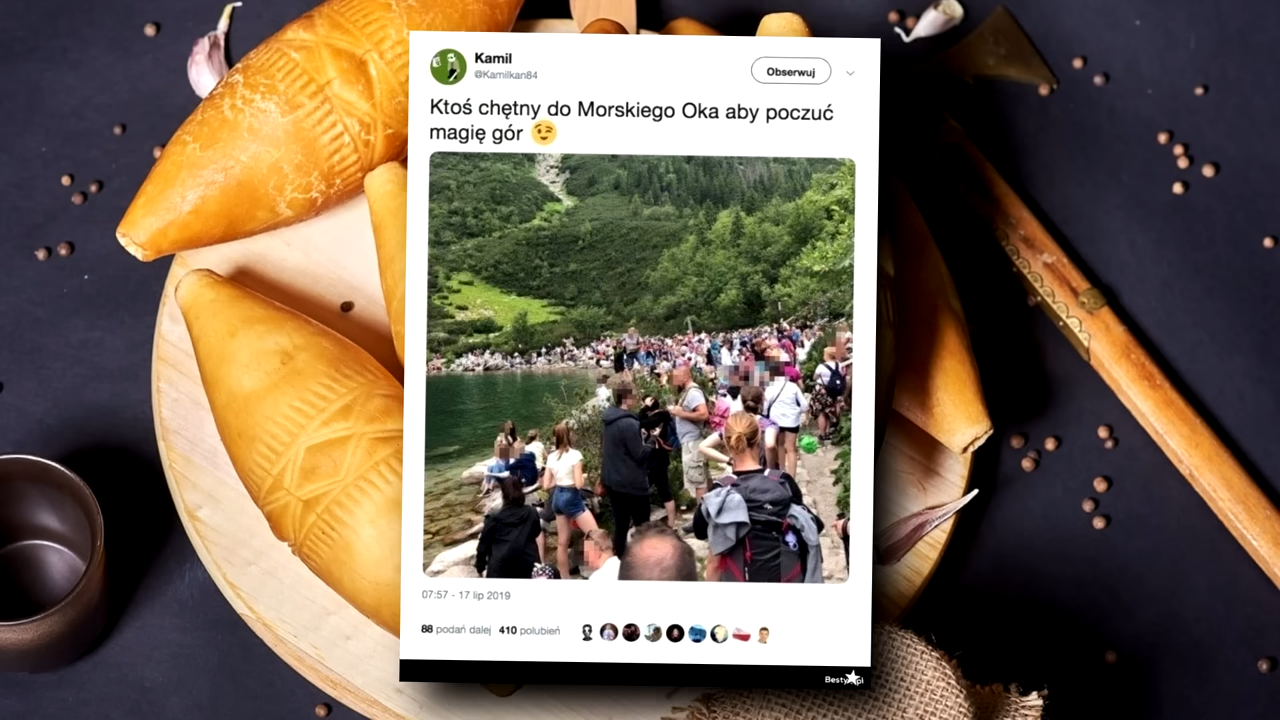 Kamil
@Kamilkan84
Obserwuj
Ktoś chętny do Morskiego Oka aby poczuć
magię gór 😉
07:57 - 17 lip 2019
88 podań dalej 410 polubień